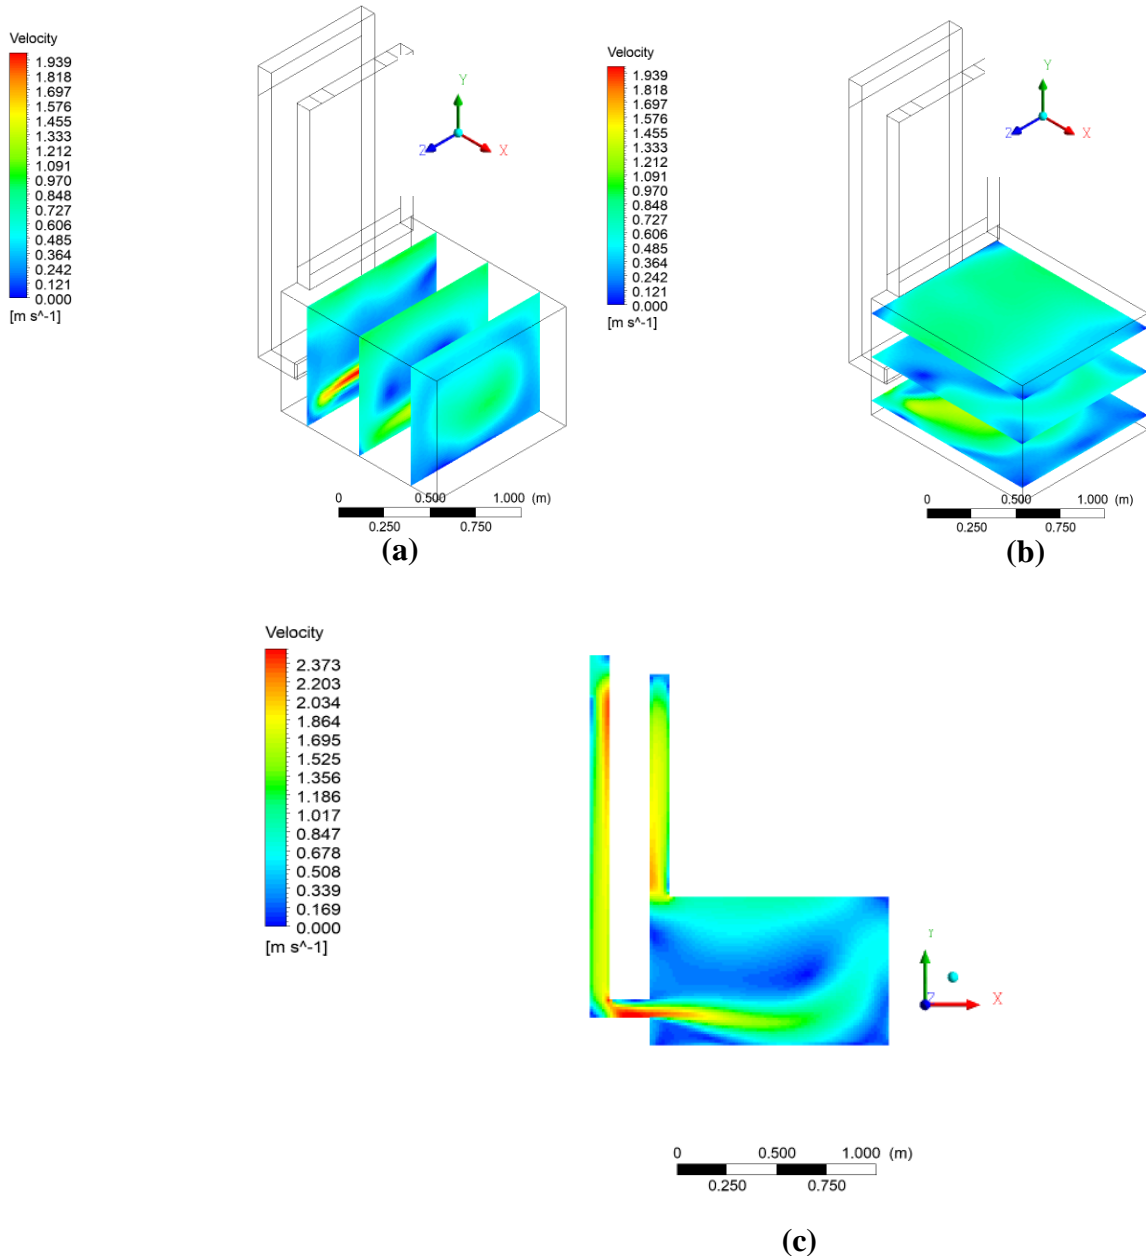 Velocity
1.939
1.818
1.697
1.576
1.455
1.333
1.212
1.091
0.970
0.848
0.727
0.606
0.485
0.364
0.242
0.121
0.000
[m s^-1]
Y
Z
X
0 0.500 1.000 (m)
0.250 0.750
(a)
Velocity
1.939
1.818
1.697
1.576
1.455
1.333
1.212
1.091
0.970
0.848
0.727
0.606
0.485
0.364
0.242
0.121
0.000
[m s^-1]
Y
Z
X
0 0.500 1.000 (m)
0.250 0.750
(b)
Velocity
2.373
2.203
2.034
1.864
1.695
1.525
1.356
1.186
1.017
0.847
0.678
0.508
0.339
0.169
0.000
[m s^-1]
Y
Z
X
0 0.500 1.000 (m)
0.250 0.750
(c)